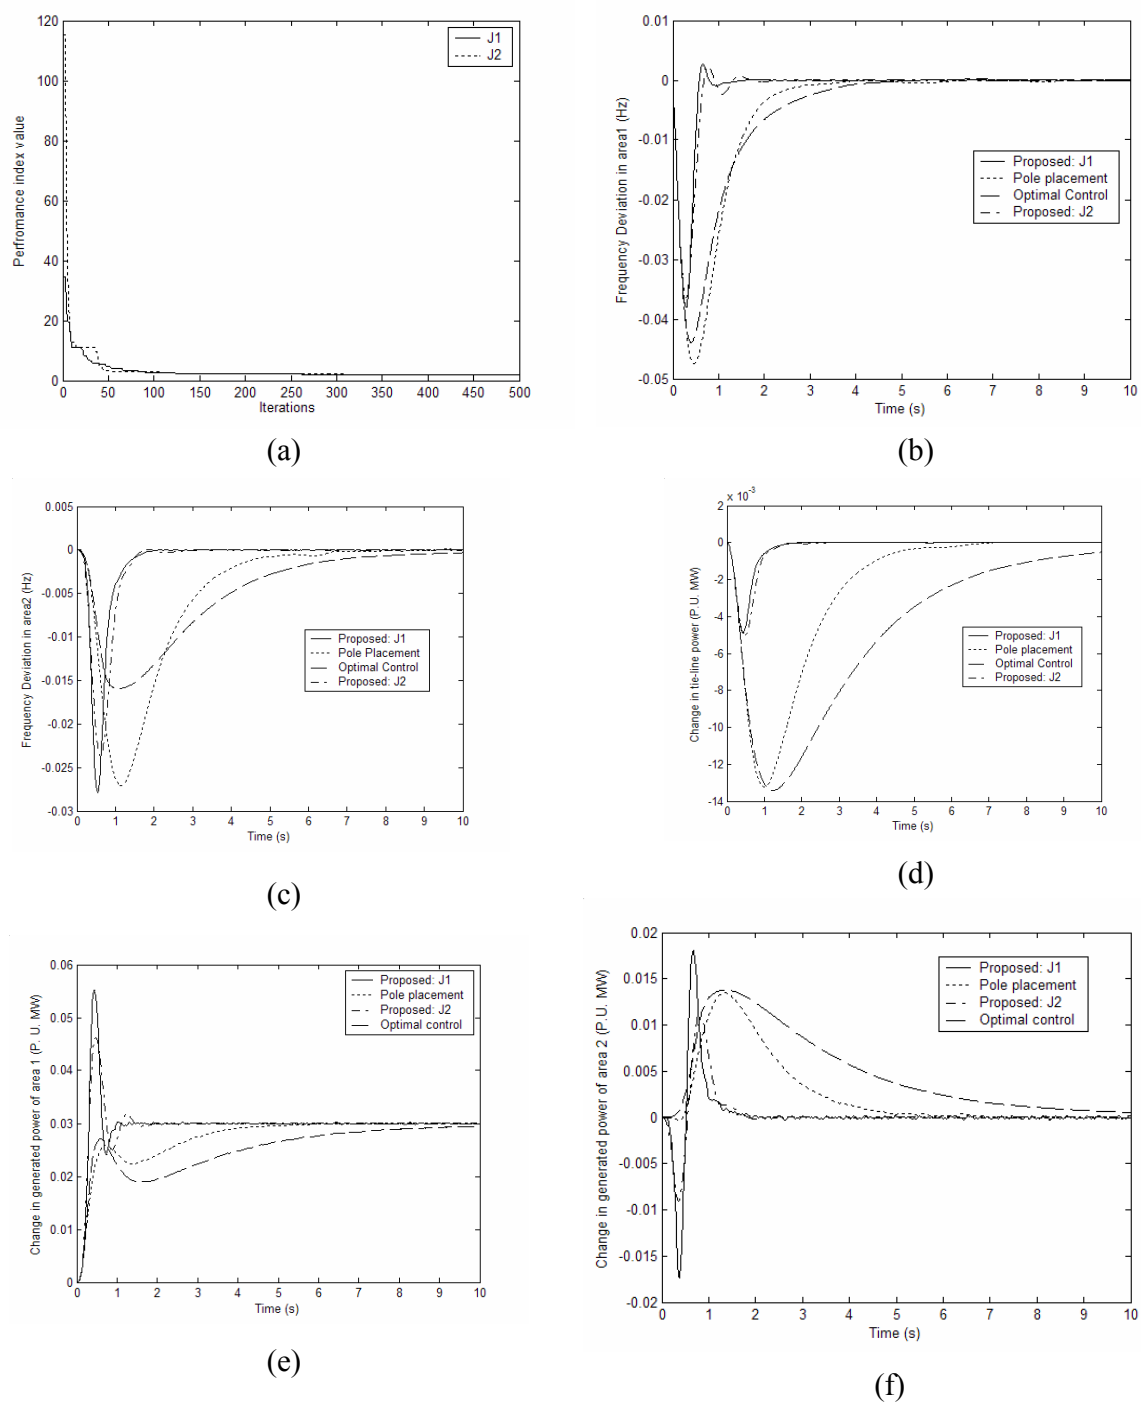 120
100
80
60
40
20
0
Perfromance index value
J1
J2
0 50 100 150 200 250 300 350 400 450 500
Iterations
(a)
0.01
0
-0.01
-0.02
-0.03
-0.04
-0.05
Frequency Deviation in area1 (Hz)
Proposed: J1
Pole placement
Optimal Control
Proposed: J2
0 1 2 3 4 5 6 7 8 9 10
Time (s)
(b)
0.005
0
-0.005
-0.01
-0.015
-0.02
-0.025
-0.03
Frequency Deviation in area2 (Hz)
Proposed: J1
Pole Placement
Optimal Control
Proposed: J2
0 1 2 3 4 5 6 7 8 9 10
Time (s)
(c)
x 10-3
2
0
-2
-4
-6
-8
-10
-12
-14
Change in tie-line power (P.U. MW)
Proposed: J1
Pole placement
Optimal Control
Proposed: J2
0 1 2 3 4 5 6 7 8 9 10
Time (s)
(d)
0.06
0.05
0.04
0.03
0.02
0.01
0
Change in generated power of area 1 (P. U. MW)
Proposed: J1
Pole placement
Proposed: J2
Optimal control
0 1 2 3 4 5 6 7 8 9 10
Time (s)
(e)
0.02
0.015
0.01
0.005
0
-0.005
-0.01
-0.015
-0.02
Change in generated power of area 2 (P.U. MW)
Proposed: J1
Pole placement
Proposed: J2
Optimal control
0 1 2 3 4 5 6 7 8 9 10
Time (s)
(f)